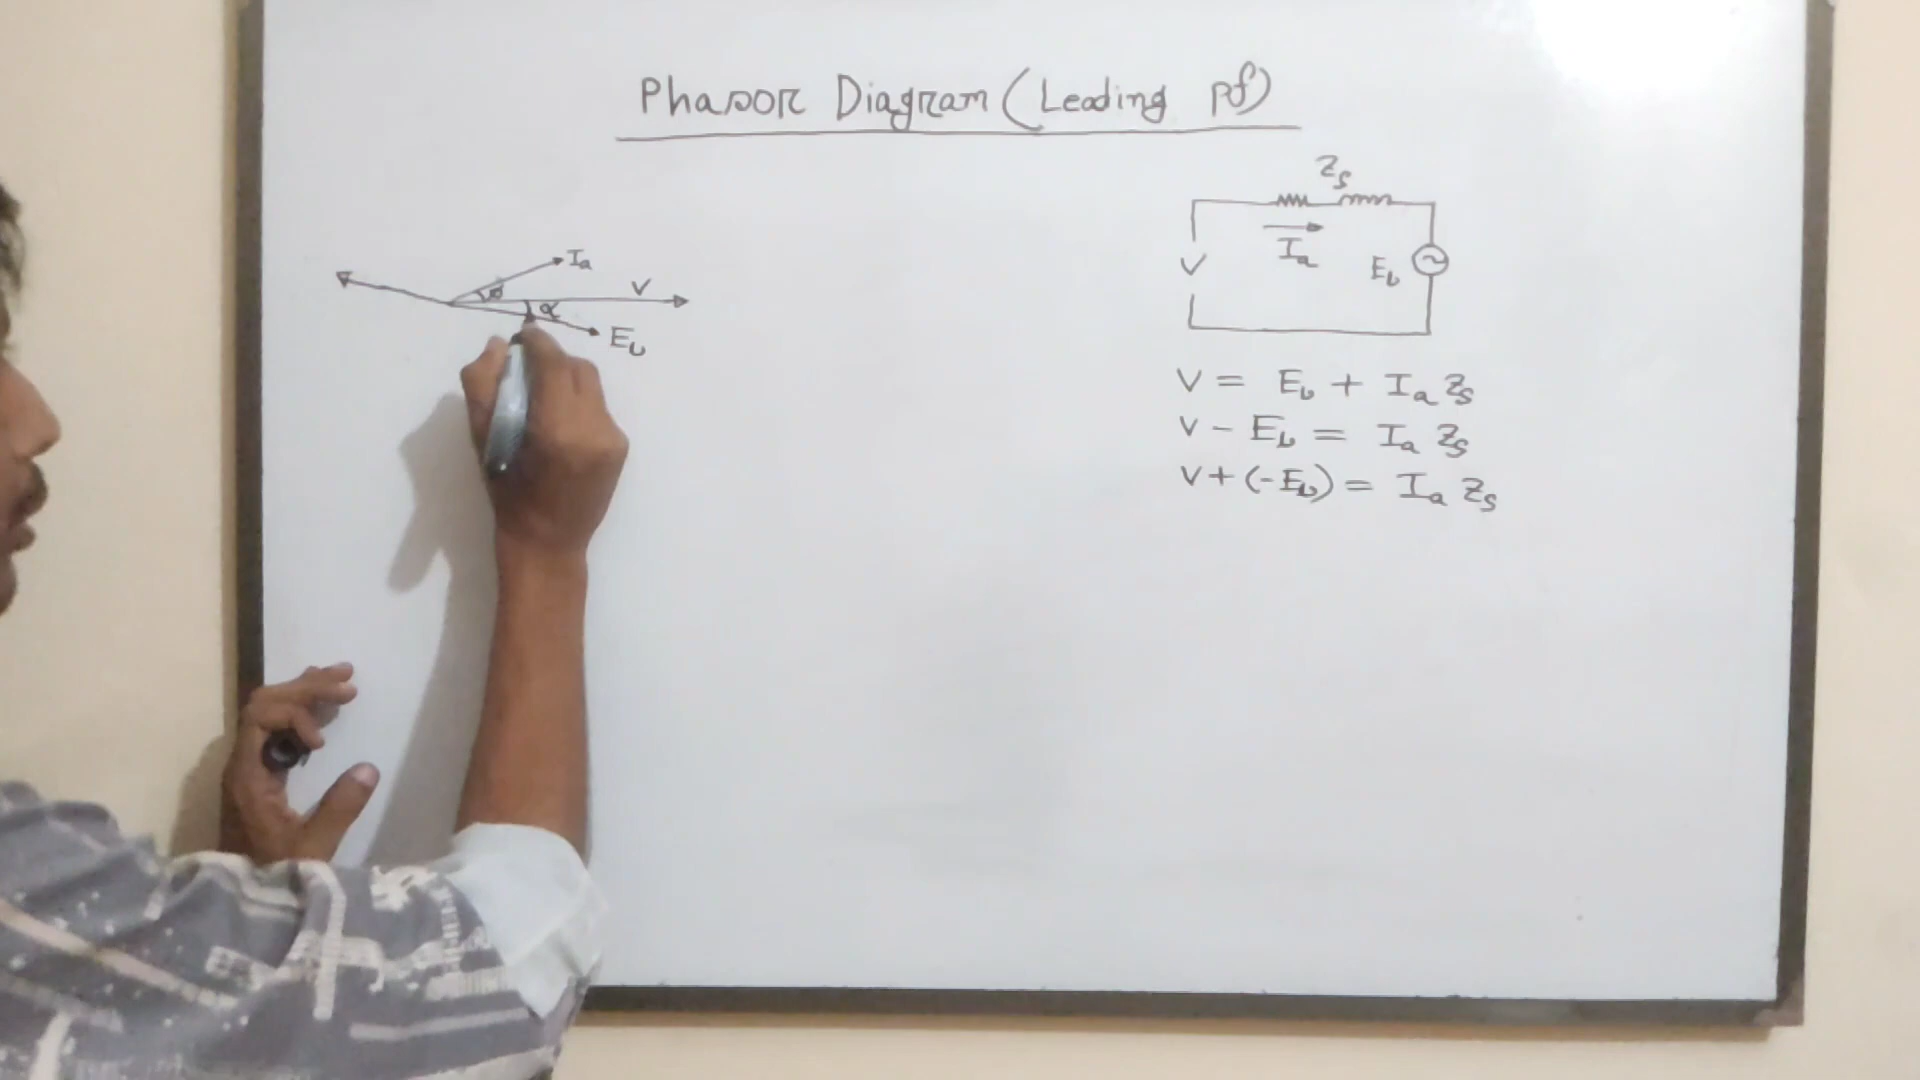 Phasor Diagram (Leading pf)
Zs
Ia
V
Eb
Ia
ø
V
α
Eb
V = Eb + Ia Zs
V - Eb = Ia Zs
V + (-Eb) = Ia Zs